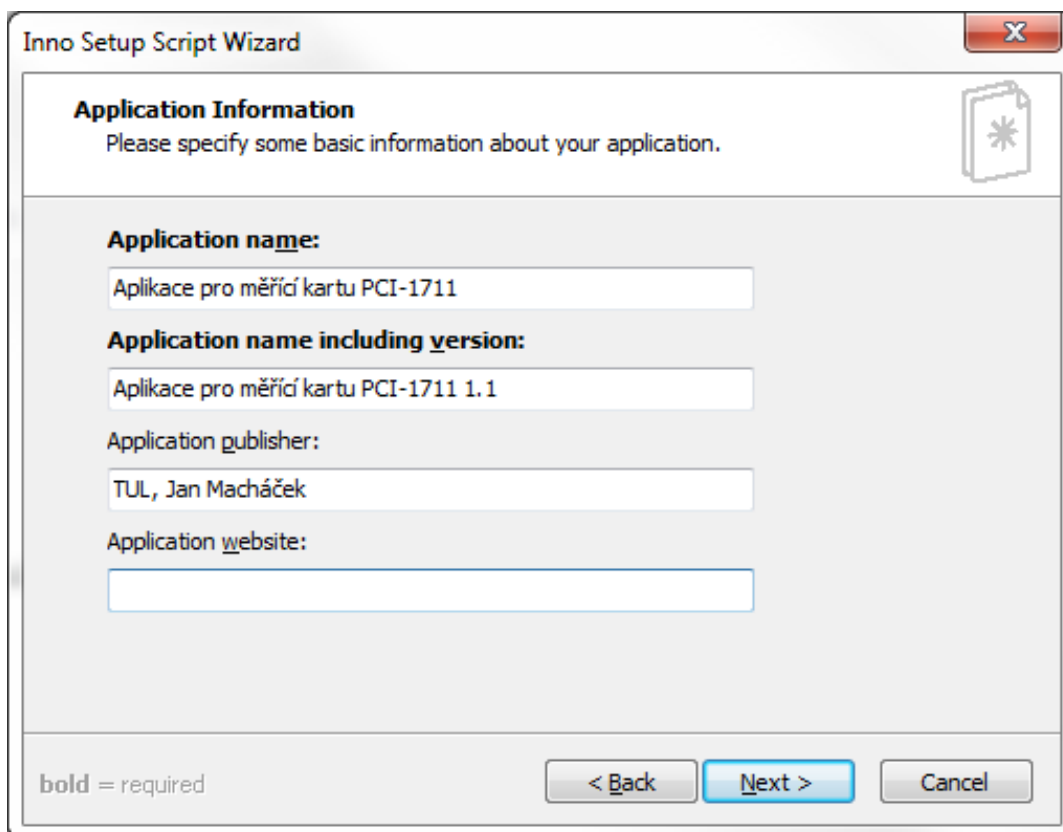 Inno Setup Script Wizard
Application Information
Please specify some basic information about your application.
Application name:
Aplikace pro měřící kartu PCI-1711
Application name including version:
Aplikace pro měřící kartu PCI-1711 1.1
Application publisher:
TUL, Jan Macháček
Application website:
bold = required
< Back
Next >
Cancel